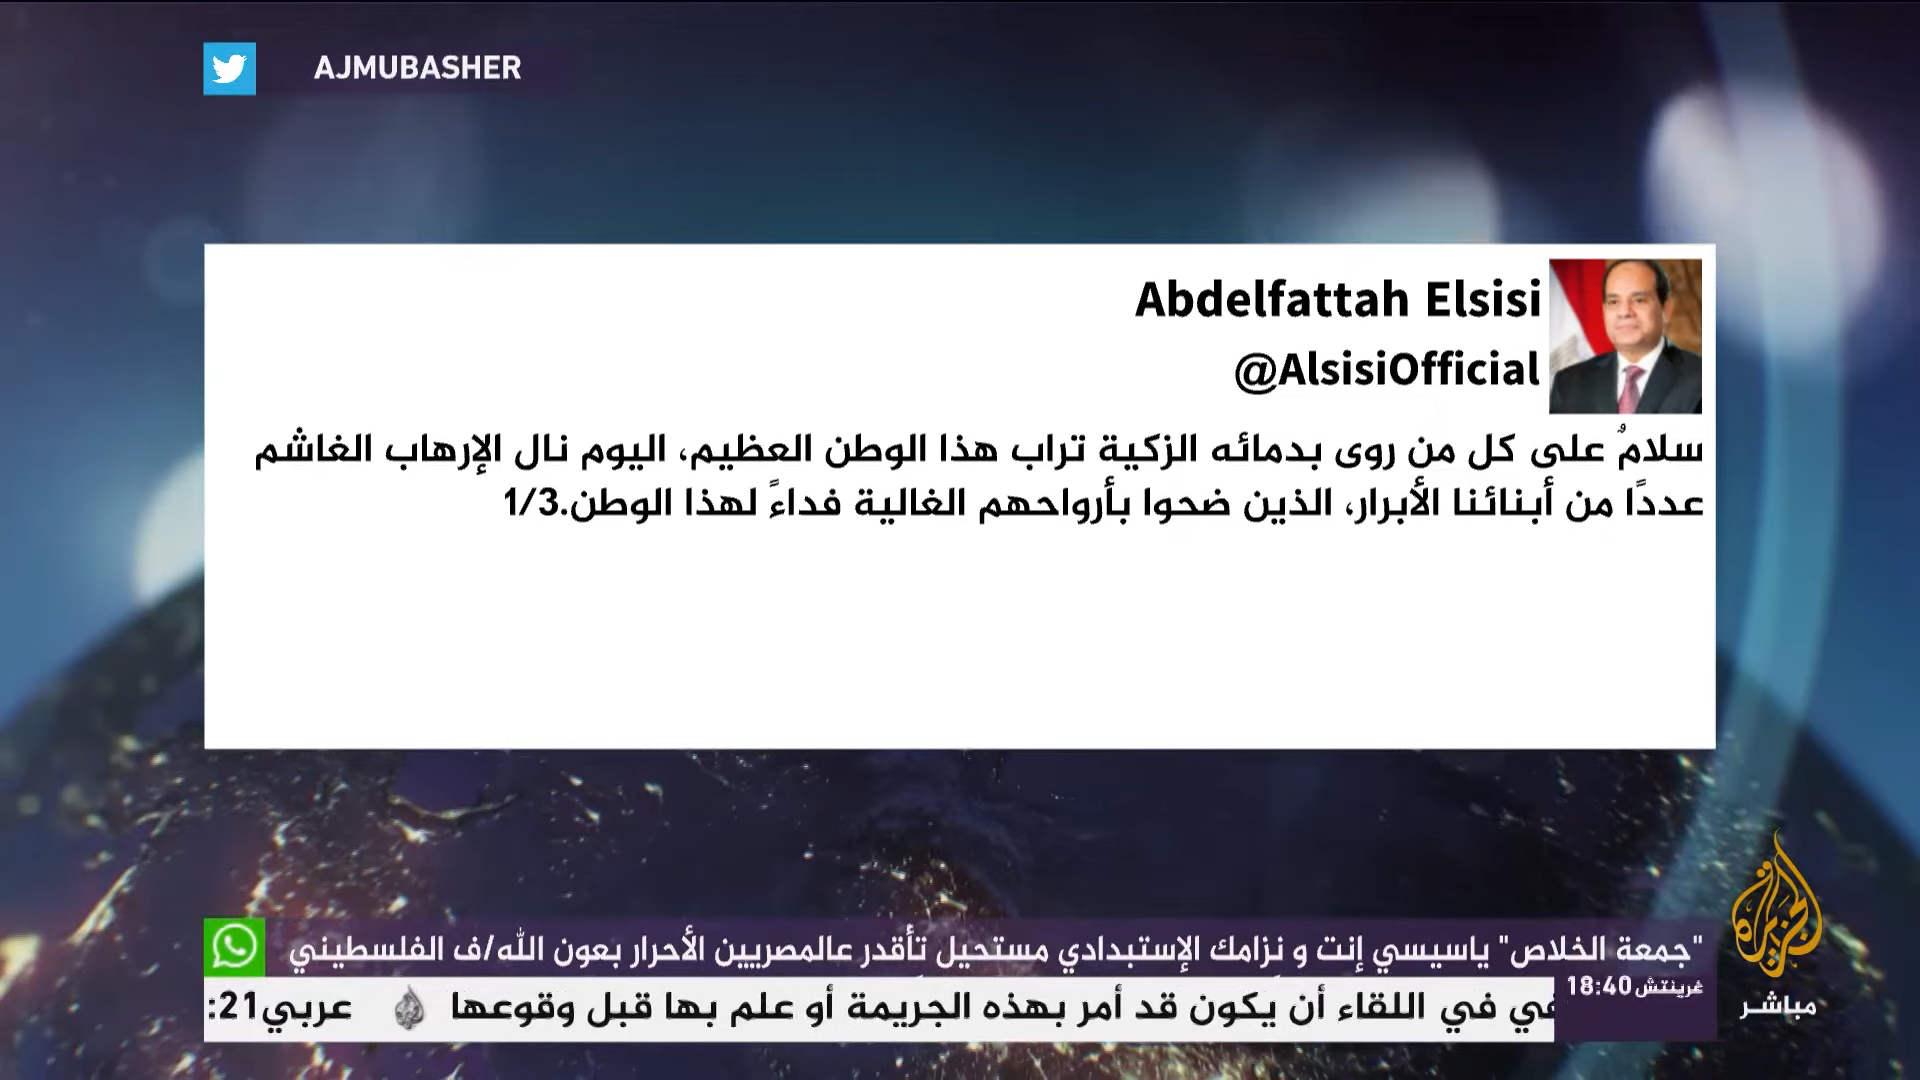 AJMUBASHER
Abdelfattah Elsisi
@AlsisiOfficial
سلامٌ على كل من روى بدمائه الزكية تراب هذا الوطن العظيم، اليوم نال الإرهاب الغاشم
عددًا من أبنائنا الأبرار، الذين ضحوا بأرواحهم الغالية فداءً لهذا الوطن.1/3
"جمعة الخلاص" ياسيسي إنت و نزامك الإستبدادي مستحيل تأقدر عالمصريين الأحرار بعون الله/ف الفلسطيني
غرينتش 18:40
في اللقاء أن يكون قد أمر بهذه الجريمة أو علم بها قبل وقوعها عربي21:
الجزيرة
مباشر